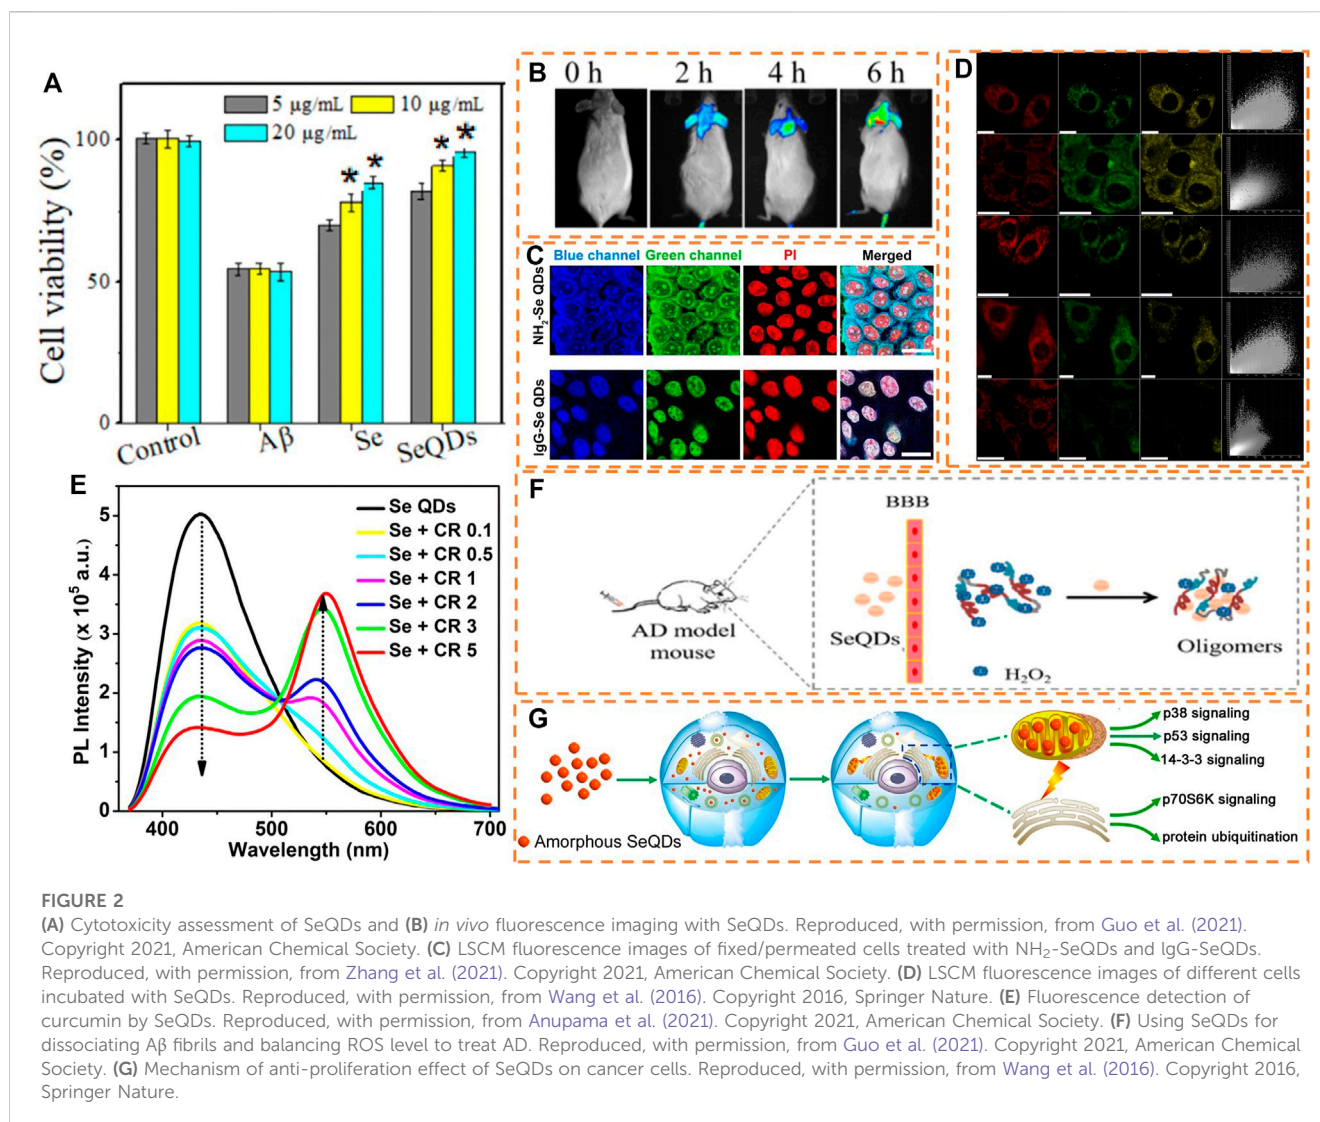 A
Cell viability (%)
100
50
0
5 µg/mL
10 µg/mL
20 µg/mL
*
*
*
*
Control
Aβ
Se
SeQDs
B
0 h
2 h
4 h
6 h
C
Blue channel
Green channel
PI
Merged
NH₂-Se QDs
IgG-Se QDs
D
E
PL Intensity (x 10⁵ a.u.)
5
4
3
2
1
0
400
500
600
700
Wavelength (nm)
Se QDs
Se + CR 0.1
Se + CR 0.5
Se + CR 1
Se + CR 2
Se + CR 3
Se + CR 5
F
AD model
mouse
BBB
SeQDs
H₂O₂
Oligomers
G
Amorphous SeQDs
p38 signaling
p53 signaling
14-3-3 signaling
p70S6K signaling
protein ubiquitination
FIGURE 2
(A) Cytotoxicity assessment of SeQDs and (B) in vivo fluorescence imaging with SeQDs. Reproduced, with permission, from Guo et al. (2021).
Copyright 2021, American Chemical Society. (C) LSCM fluorescence images of fixed/permeated cells treated with NH₂-SeQDs and IgG-SeQDs.
Reproduced, with permission, from Zhang et al. (2021). Copyright 2021, American Chemical Society. (D) LSCM fluorescence images of different cells
incubated with SeQDs. Reproduced, with permission, from Wang et al. (2016). Copyright 2016, Springer Nature. (E) Fluorescence detection of
curcumin by SeQDs. Reproduced, with permission, from Anupama et al. (2021). Copyright 2021, American Chemical Society. (F) Using SeQDs for
dissociating Aβ fibrils and balancing ROS level to treat AD. Reproduced, with permission, from Guo et al. (2021). Copyright 2021, American Chemical
Society. (G) Mechanism of anti-proliferation effect of SeQDs on cancer cells. Reproduced, with permission, from Wang et al. (2016). Copyright 2016,
Springer Nature.